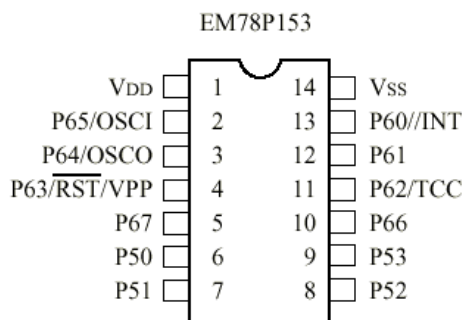 EM78P153
VDD 1 14 VSS
P65/OSCI 2 13 P60//INT
P64/OSCO 3 12 P61
P63/RST/VPP 4 11 P62/TCC
P67 5 10 P66
P50 6 9 P53
P51 7 8 P52